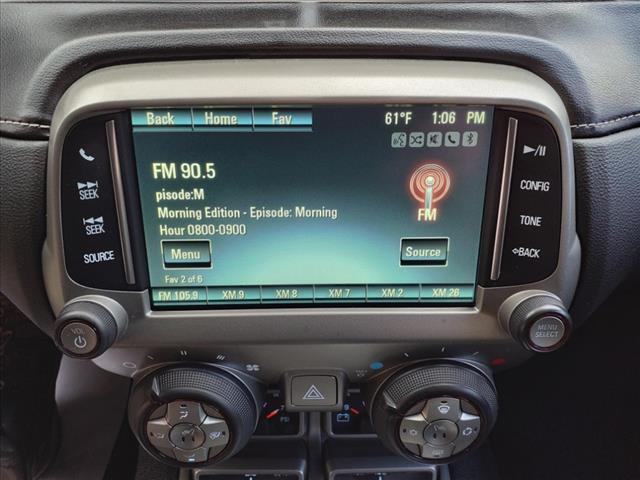 Back Home Fav 61°F 1:06 PM
FM 90.5
pisode:M
Morning Edition - Episode: Morning
Hour 0800-0900
FM
Menu Source
Fav 2 of 6
FM 105.9 XM 9 XM 8 XM 7 XM 2 XM 26
SEEK
SEEK
SOURCE
CONFIG
TONE
BACK
VOL
MENU
SELECT
PSI